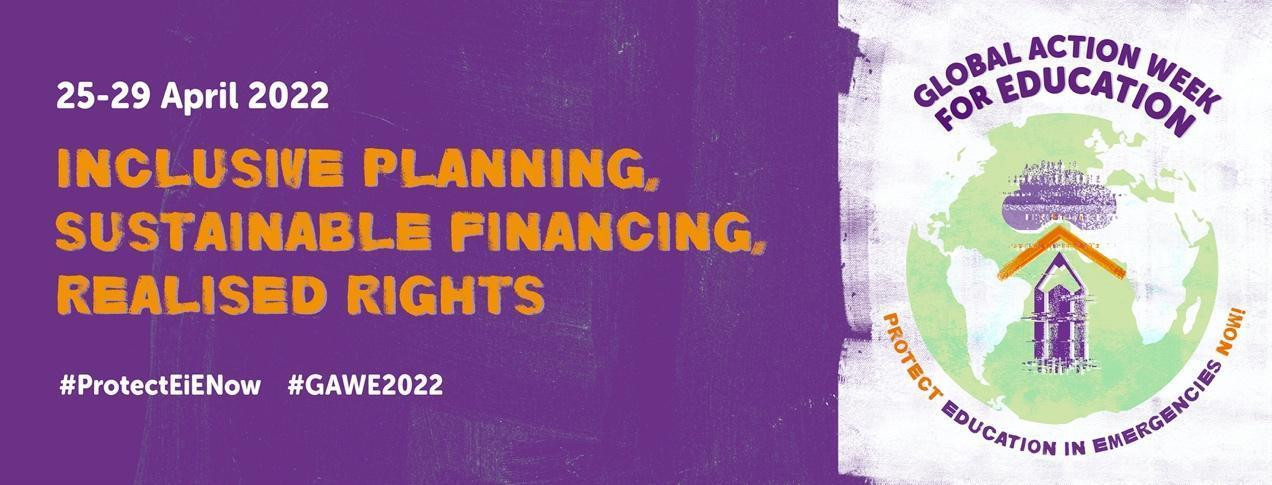 25-29 April 2022
INCLUSIVE PLANNING,
SUSTAINABLE FINANCING,
REALISED RIGHTS
#ProtectEiENow #GAWE2022
GLOBAL ACTION WEEK
FOR EDUCATION
PROTECT EDUCATION IN EMERGENCIES NOW!